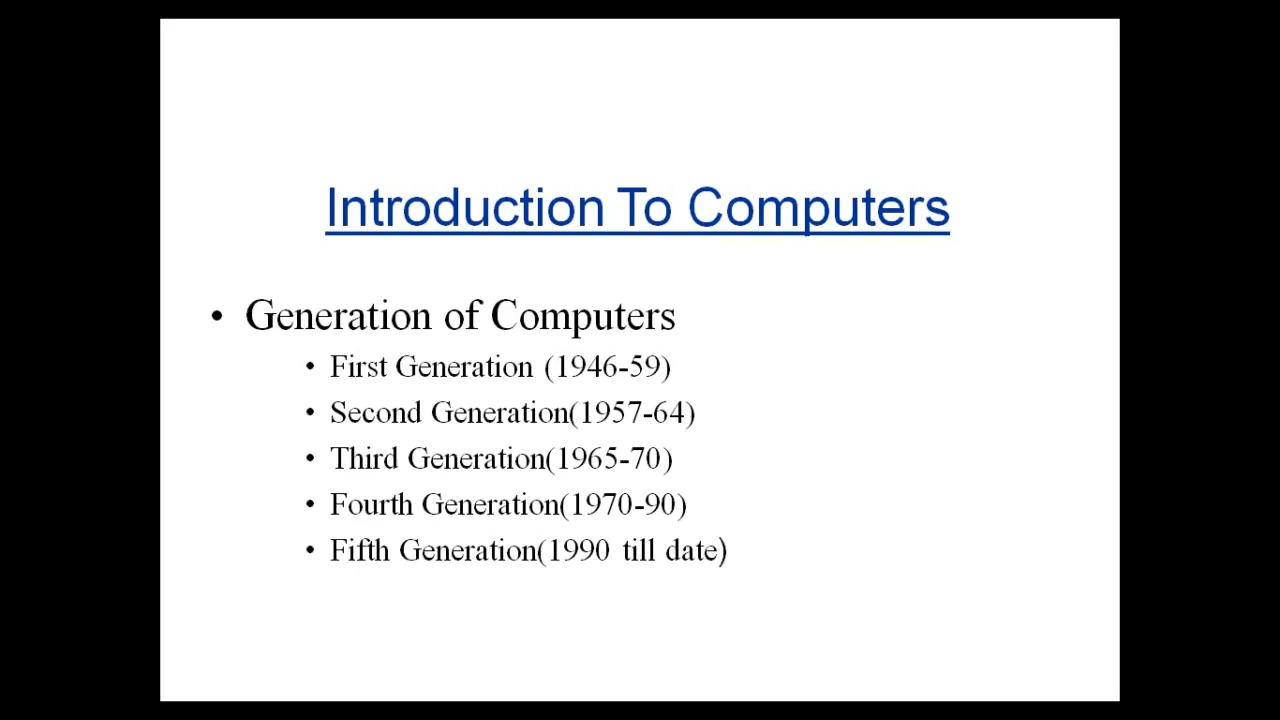 Introduction To Computers
• Generation of Computers
• First Generation (1946-59)
• Second Generation(1957-64)
• Third Generation(1965-70)
• Fourth Generation(1970-90)
• Fifth Generation(1990 till date)